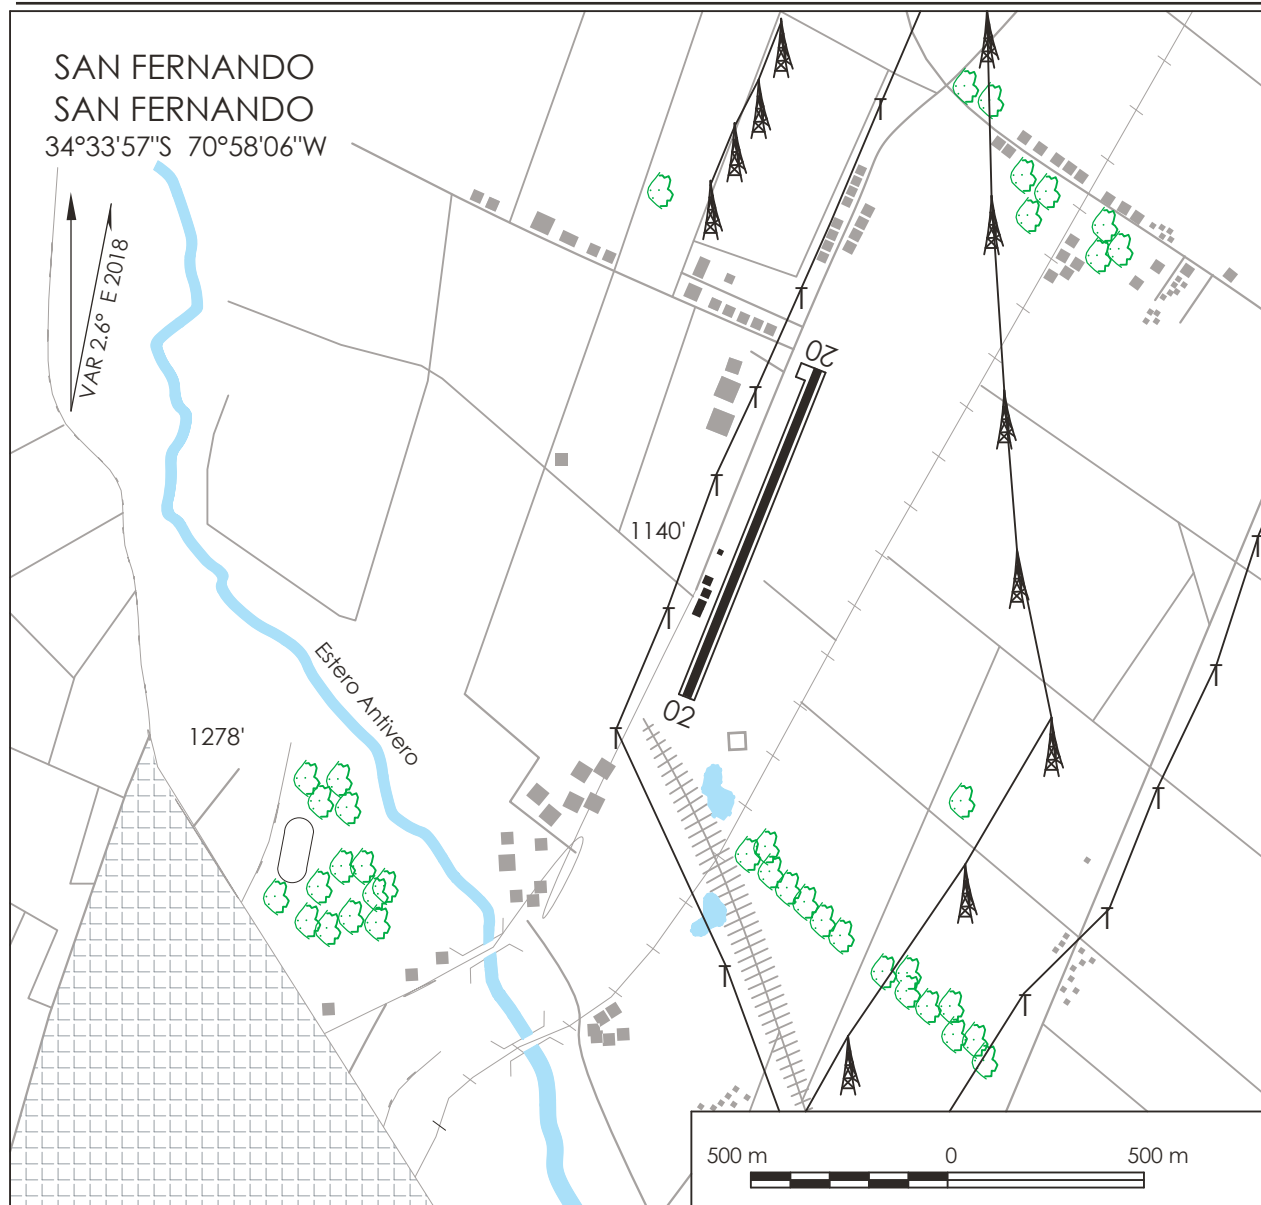 SAN FERNANDO
SAN FERNANDO
34°33'57"S 70°58'06"W
VAR 2.6° E 2018
T
T
20
T
T
1140'
T
T
Estero Antivero
02
1278'
T
T
T
T
T
T
500 m 0 500 m